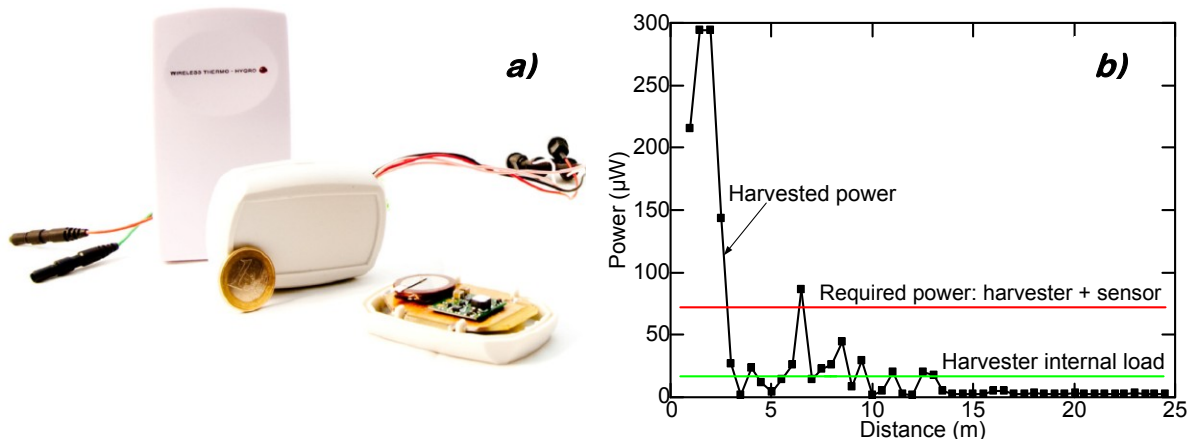 WIRELESS THERMO - HYGRO
a)
b)
300
250
200
150
100
50
0
Power (µW)
Harvested power
Required power: harvester + sensor
Harvester internal load
0 5 10 15 20 25
Distance (m)